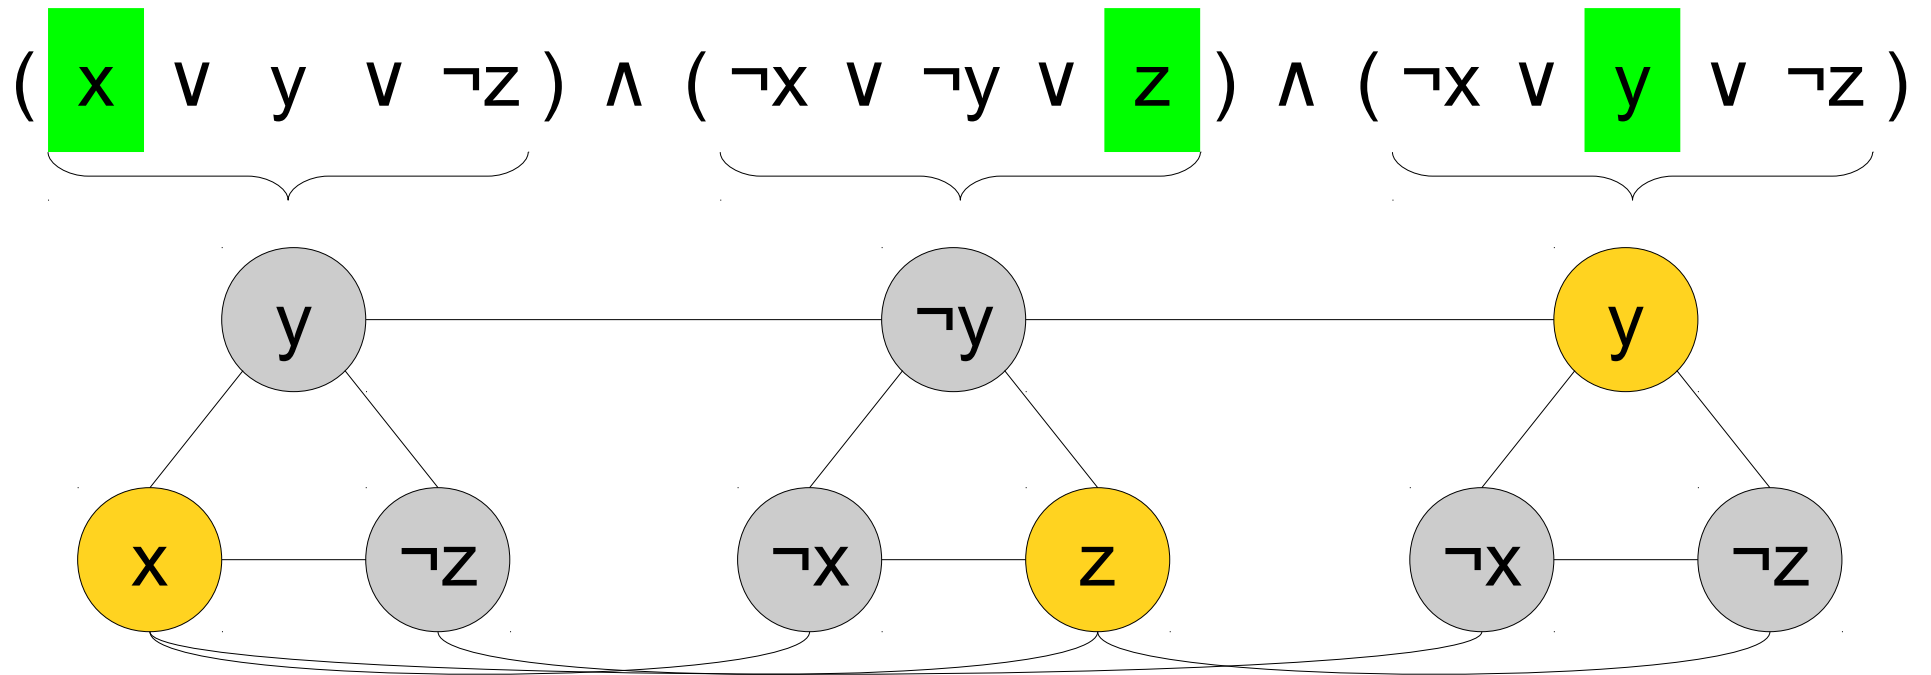 ( x ∨ y ∨ ¬z ) ∧ ( ¬x ∨ ¬y ∨ z ) ∧ ( ¬x ∨ y ∨ ¬z )
y ¬y y
x ¬z ¬x z ¬x ¬z